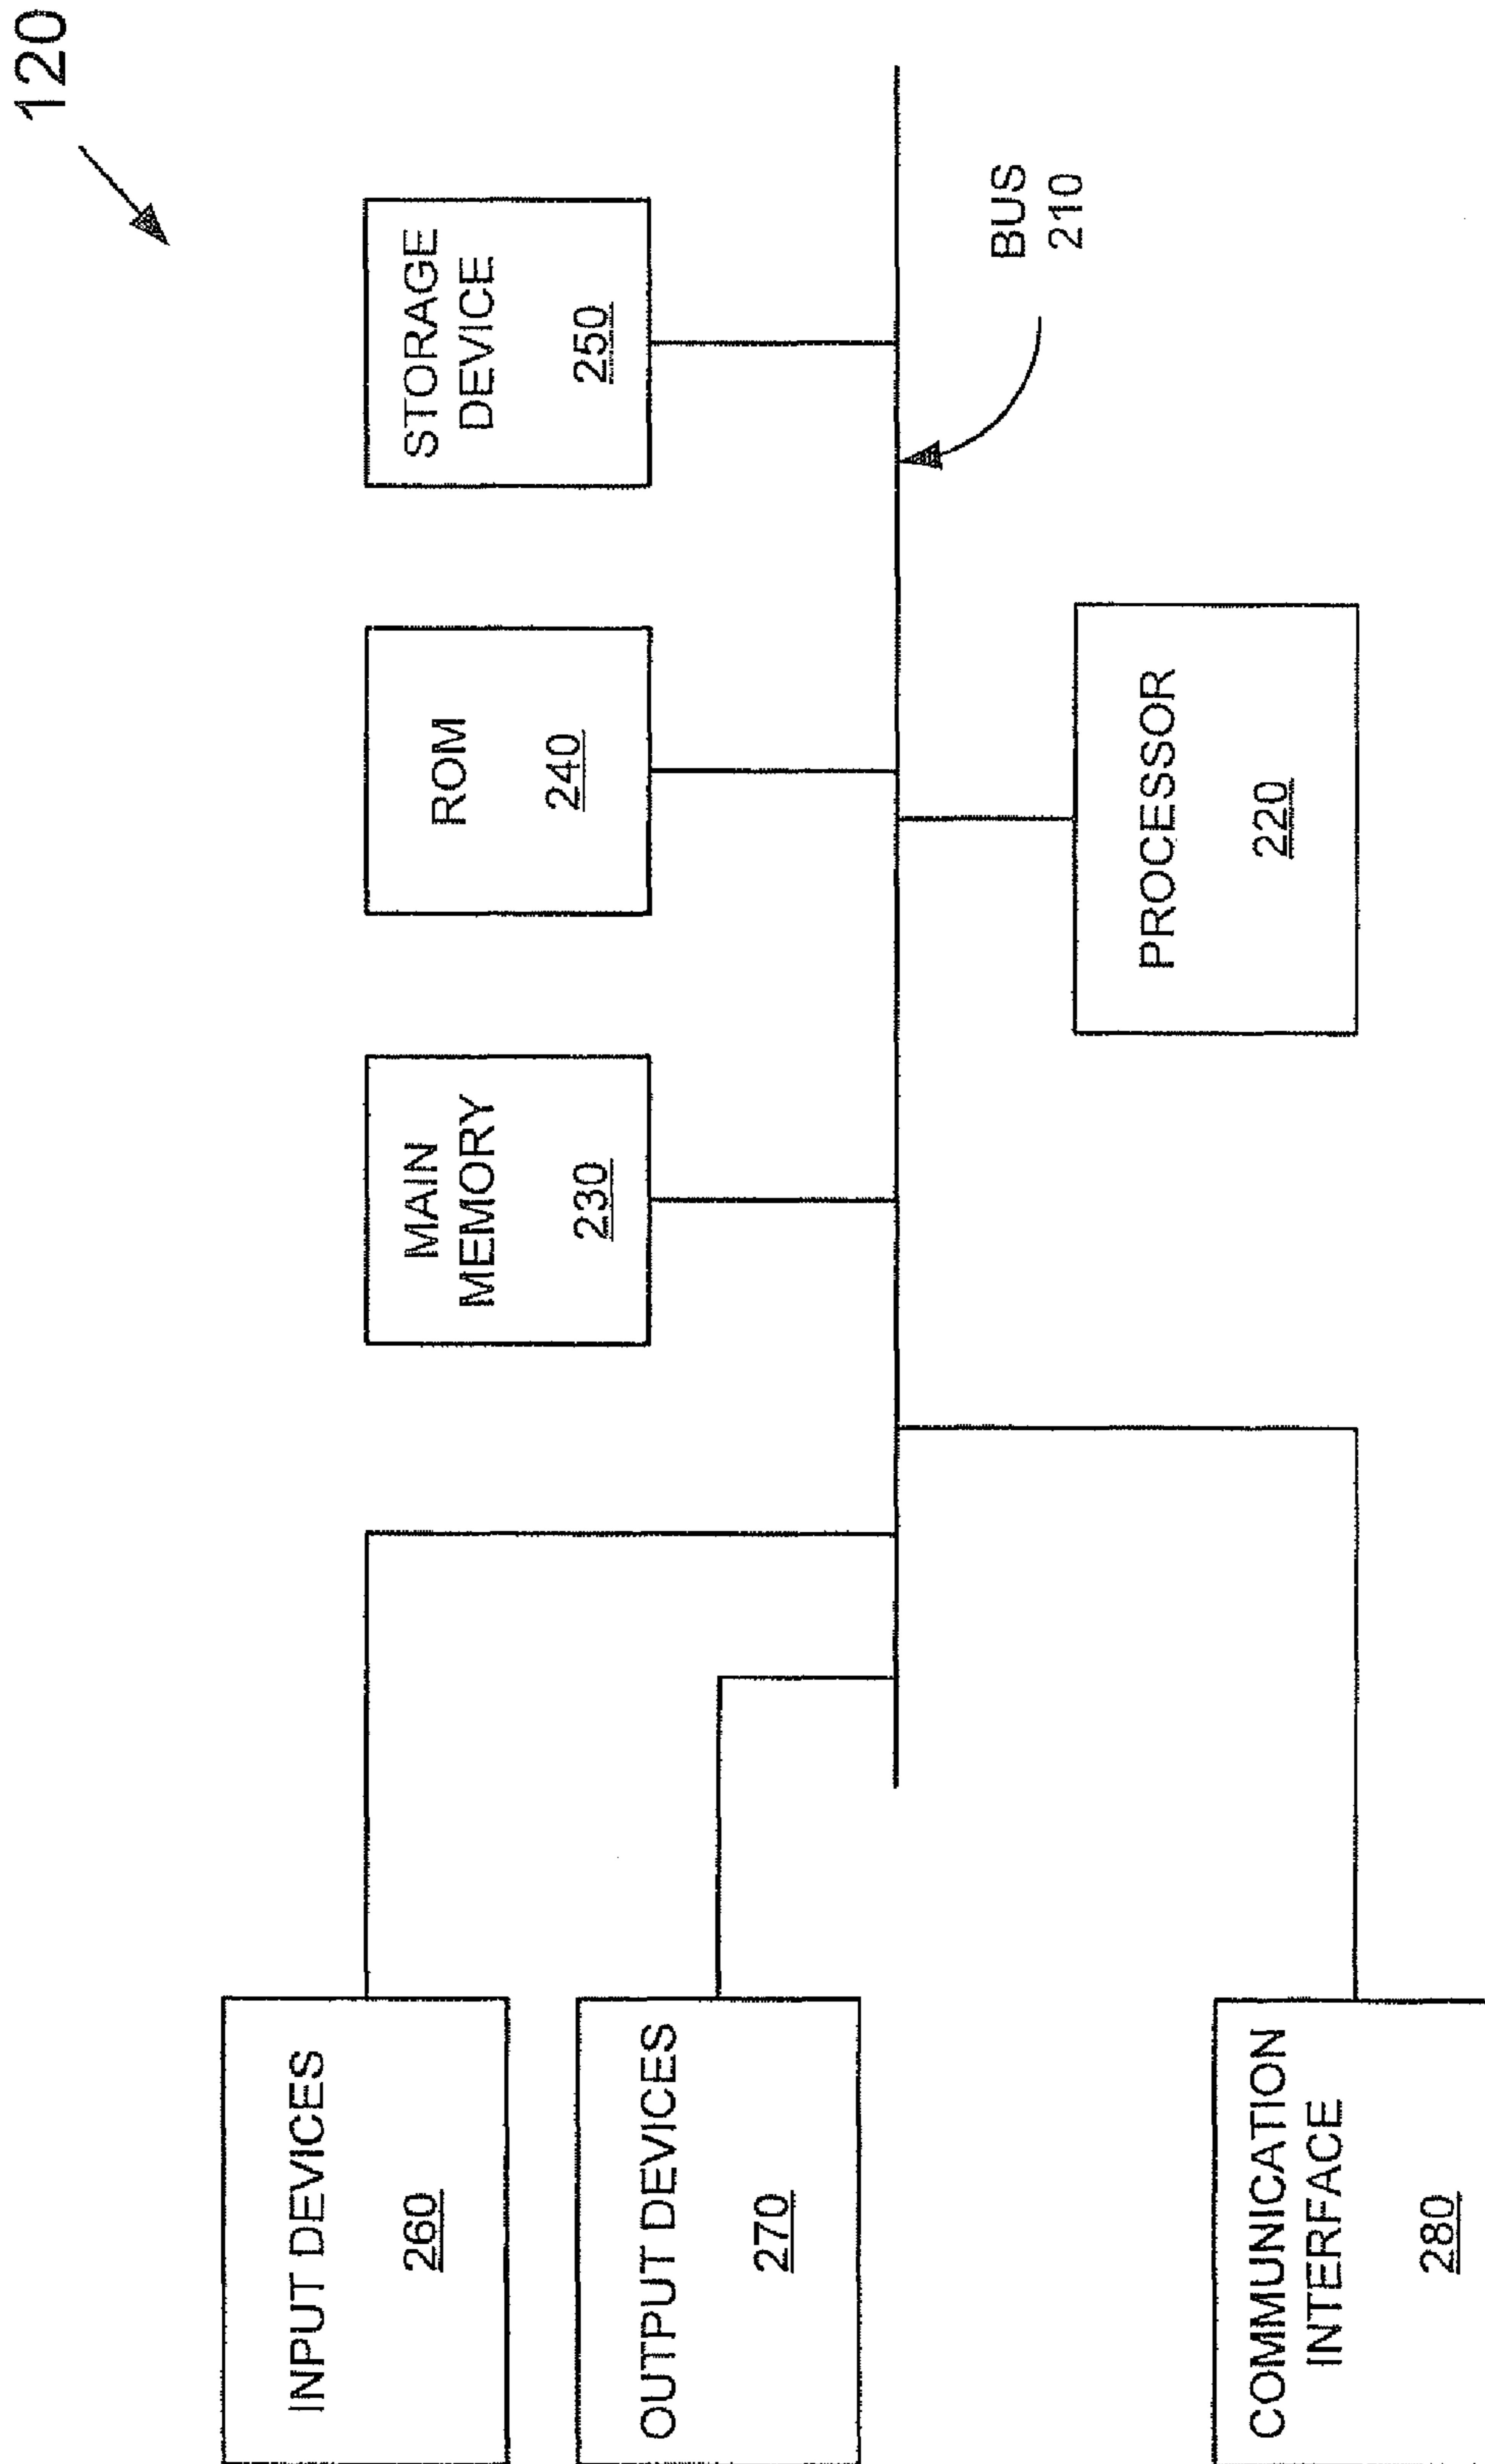 120
INPUT DEVICES
260
MAIN
MEMORY
230
ROM
240
STORAGE
DEVICE
250
OUTPUT DEVICES
270
BUS
210
PROCESSOR
220
COMMUNICATION
INTERFACE
280